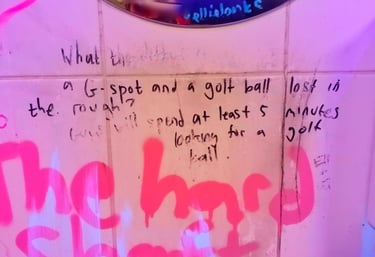 What the
a G-spot and a golf ball lost in
the rough?
will spend at least 5 minutes
looking for a golf
ball.
The hard